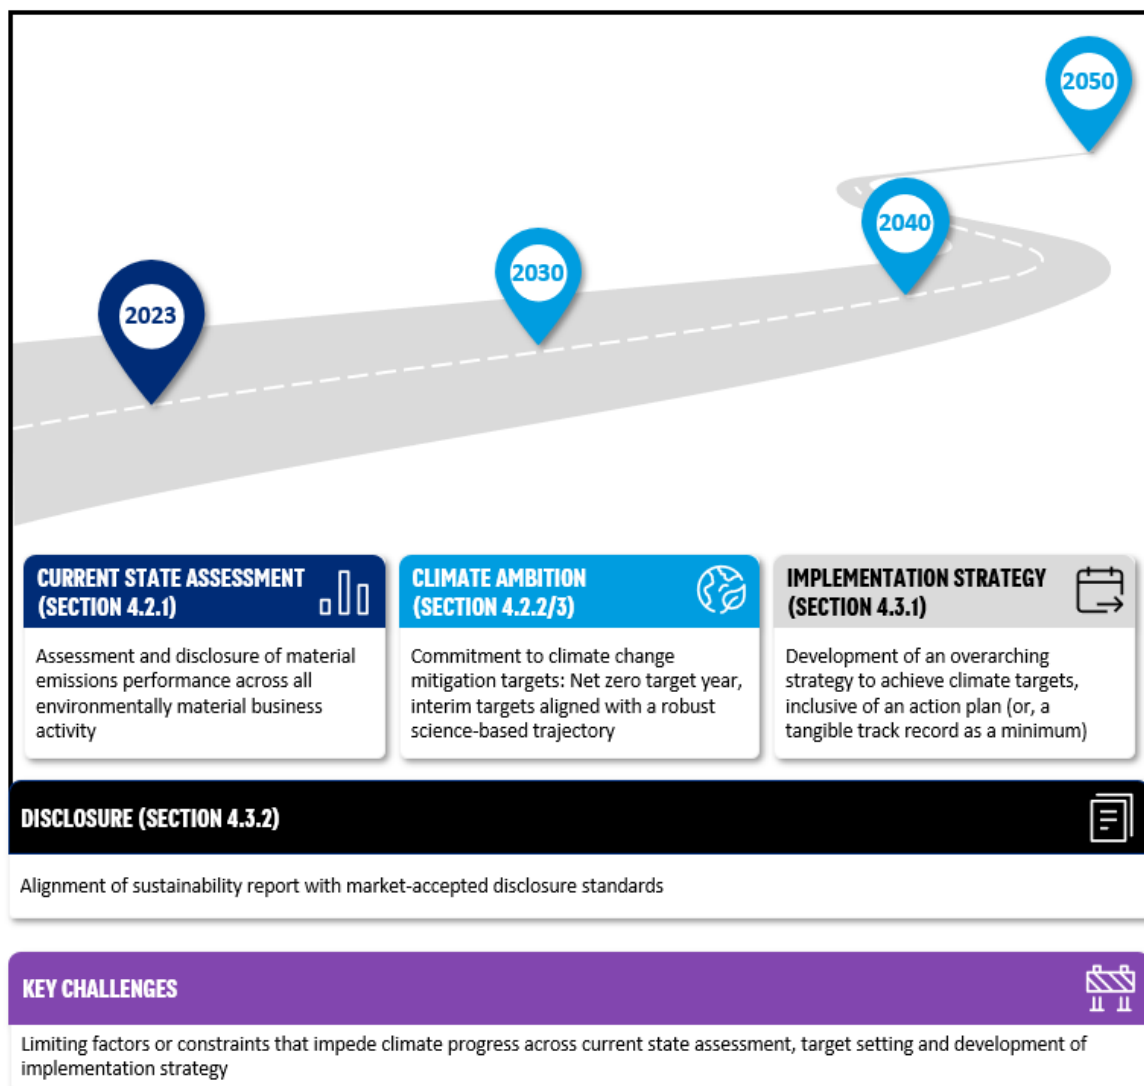 2050
2040
2030
2023
CURRENT STATE ASSESSMENT
(SECTION 4.2.1)
Assessment and disclosure of material
emissions performance across all
environmentally material business
activity
CLIMATE AMBITION
(SECTION 4.2.2/3)
Commitment to climate change
mitigation targets: Net zero target year,
interim targets aligned with a robust
science-based trajectory
IMPLEMENTATION STRATEGY
(SECTION 4.3.1)
Development of an overarching
strategy to achieve climate targets,
inclusive of an action plan (or, a
tangible track record as a minimum)
DISCLOSURE (SECTION 4.3.2)
Alignment of sustainability report with market-accepted disclosure standards
KEY CHALLENGES
Limiting factors or constraints that impede climate progress across current state assessment, target setting and development of
implementation strategy